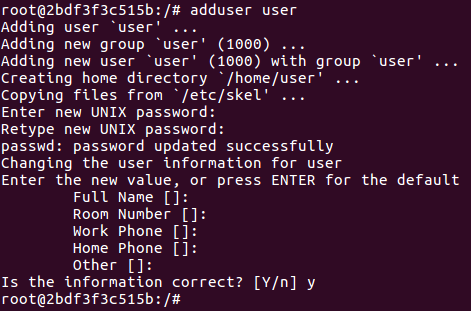 root@2bdf3f3c515b:/# adduser user
Adding user `user' ...
Adding new group `user' (1000) ...
Adding new user `user' (1000) with group `user' ...
Creating home directory `/home/user' ...
Copying files from `/etc/skel' ...
Enter new UNIX password:
Retype new UNIX password:
passwd: password updated successfully
Changing the user information for user
Enter the new value, or press ENTER for the default
Full Name []:
Room Number []:
Work Phone []:
Home Phone []:
Other []:
Is the information correct? [Y/n] y
root@2bdf3f3c515b:/#